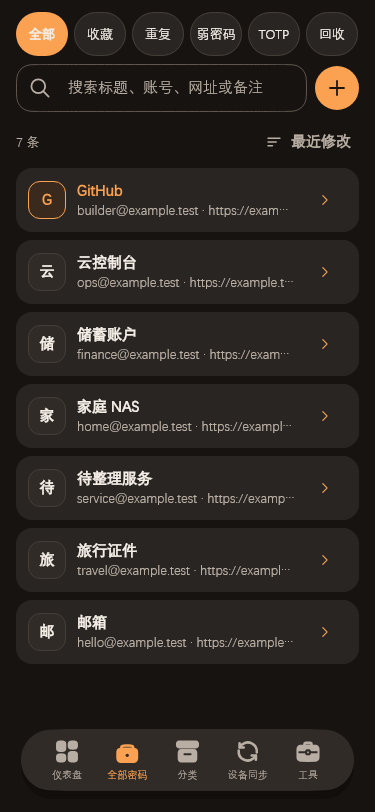 全部 收藏 重复 弱密码 TOTP 回收
搜索标题、账号、网址或备注
7 条 最近修改
G GitHub
builder@example.test · https://exam···
云 云控制台
ops@example.test · https://example.t···
储 储蓄账户
finance@example.test · https://exam···
家 家庭 NAS
home@example.test · https://exampl···
待 待整理服务
service@example.test · https://examp···
旅 旅行证件
travel@example.test · https://exampl···
邮 邮箱
hello@example.test · https://example···
仪表盘 全部密码 分类 设备同步 工具